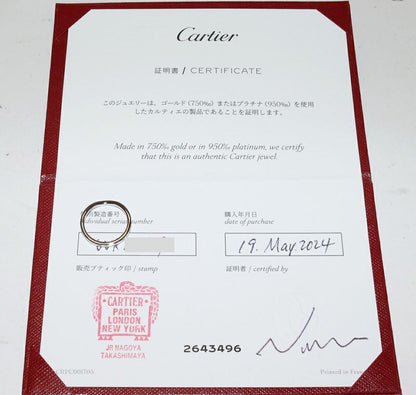 Cartier
証明書 / CERTIFICATE
このジュエリーは、ゴールド(750‰)またはプラチナ(950‰)を使用
したカルティエの製品であることを証明します。
Made in 750‰ gold or in 950‰ platinum, we certify
that this is an authentic Cartier jewel.
製造番号
individual serial number
購入年月日
date of purchase
19. May. 2024
販売ブティック印 / stamp
証明者 / certified by
CARTIER
PARIS
LONDON
NEW YORK
JR NAGOYA
TAKASHIMAYA
2643496
Printed in France